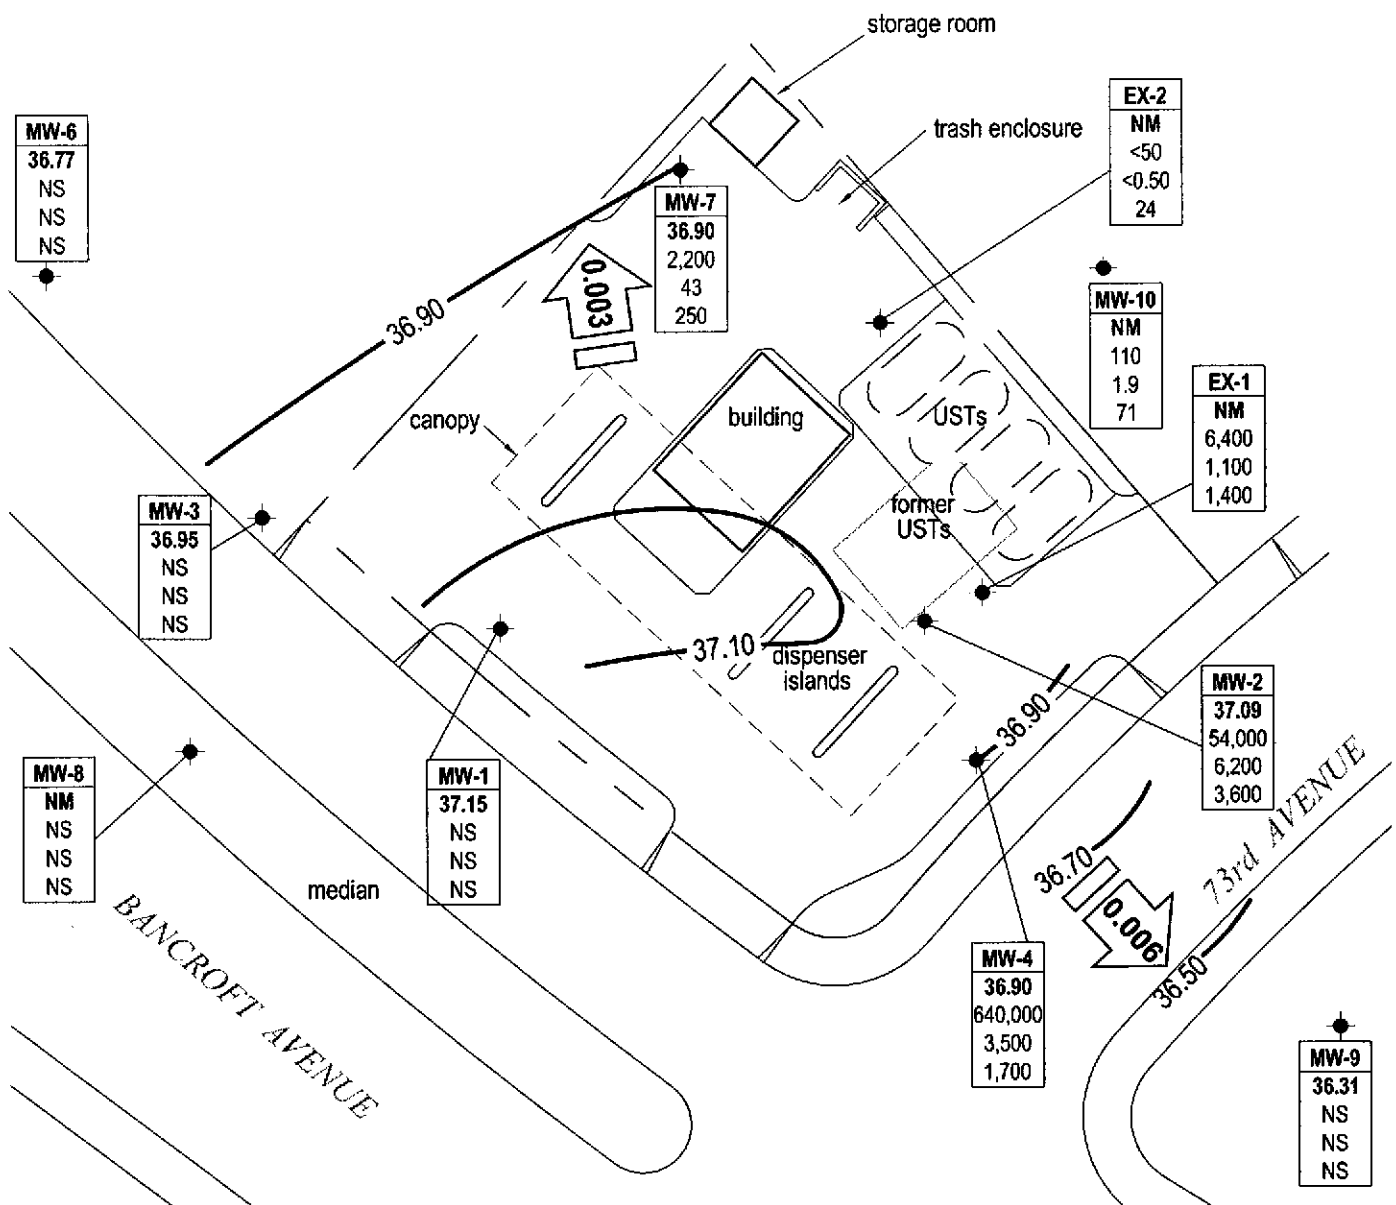 storage room
EX-2
NM
<50
<0.50
24
trash enclosure
MW-6
36.77
NS
NS
NS
MW-7
36.90
2,200
43
250
0.003
36.90
MW-10
NM
110
1.9
71
EX-1
NM
6,400
1,100
1,400
canopy
building
USTs
former
USTs
MW-3
36.95
NS
NS
NS
37.10
dispenser
islands
MW-2
37.09
54,000
6,200
3,600
36.90
MW-8
NM
NS
NS
NS
MW-1
37.15
NS
NS
NS
median
BANCROFT AVENUE
36.70
0.006
73rd AVENUE
36.50
MW-4
36.90
640,000
3,500
1,700
MW-9
36.31
NS
NS
NS